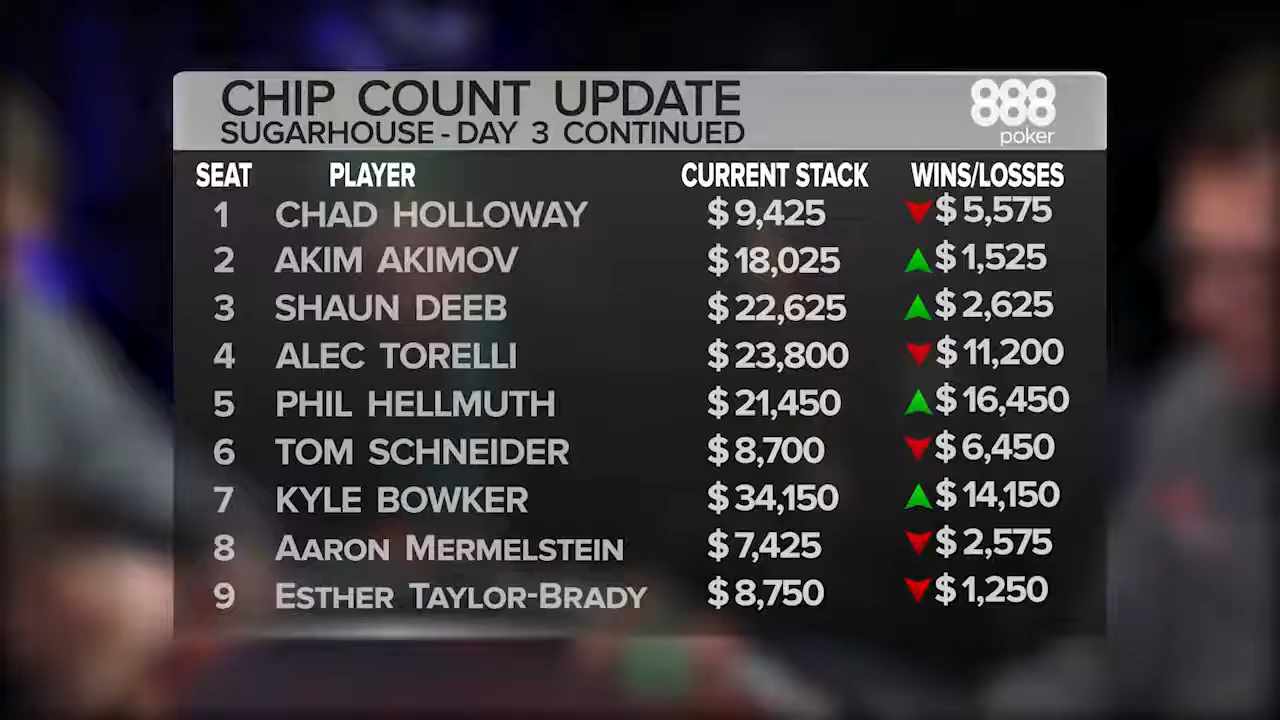 CHIP COUNT UPDATE
SUGARHOUSE - DAY 3 CONTINUED
888
poker
SEAT PLAYER CURRENT STACK WINS/LOSSES
1 CHAD HOLLOWAY $9,425 $5,575
2 AKIM AKIMOV $18,025 $1,525
3 SHAUN DEEB $22,625 $2,625
4 ALEC TORELLI $23,800 $11,200
5 PHIL HELLMUTH $21,450 $16,450
6 TOM SCHNEIDER $8,700 $6,450
7 KYLE BOWKER $34,150 $14,150
8 AARON MERMELSTEIN $7,425 $2,575
9 ESTHER TAYLOR-BRADY $8,750 $1,250